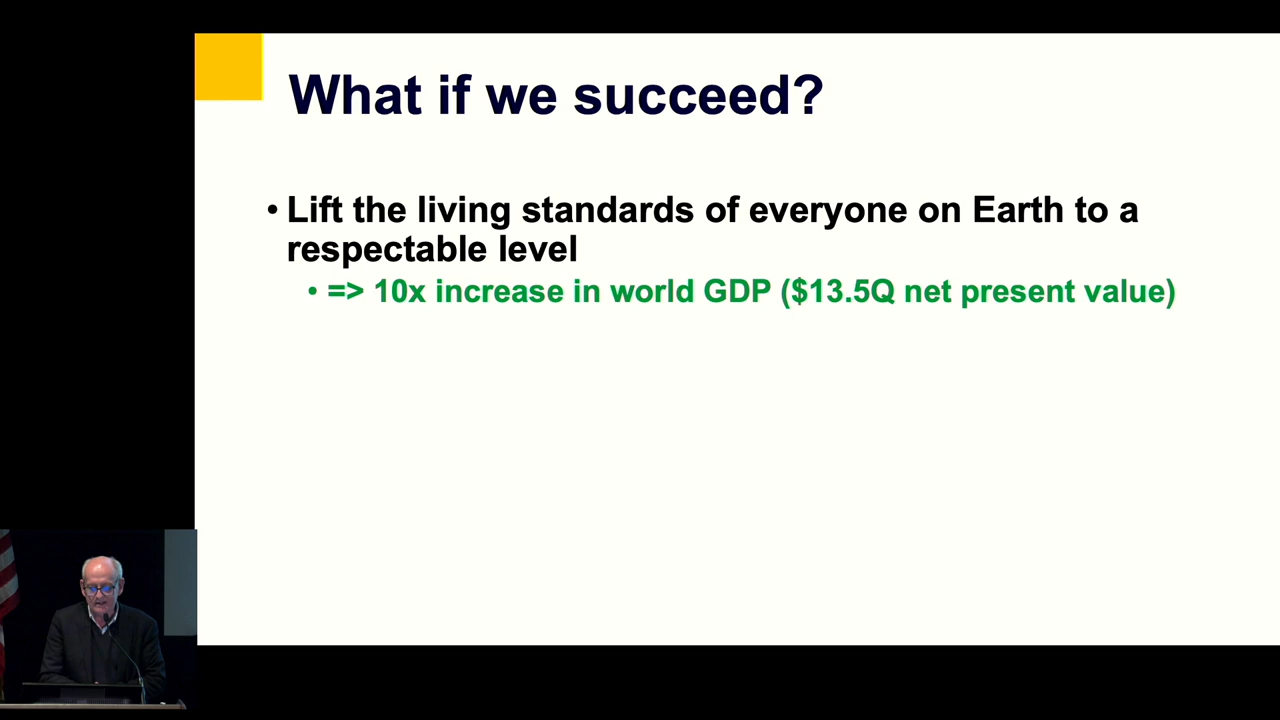 What if we succeed?
• Lift the living standards of everyone on Earth to a
respectable level
• => 10x increase in world GDP ($13.5Q net present value)